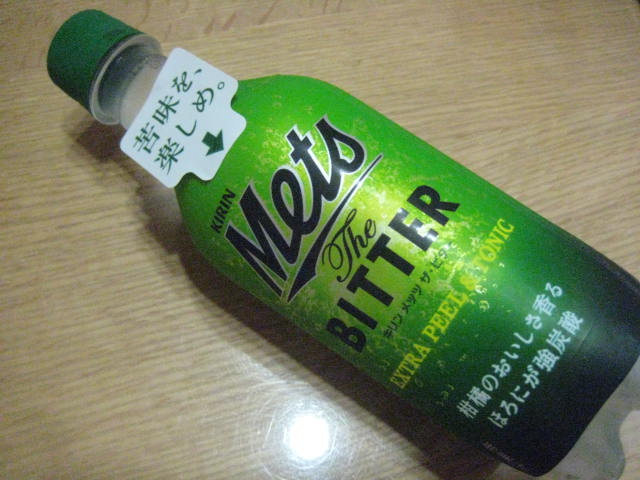 苦味を、
楽しめ。
KIRIN
Mets
The
BITTER
キリン メッツ ザ・ビター
EXTRA PEEL & TONIC
柑橘のおいしさ香る
ほろにが強炭酸